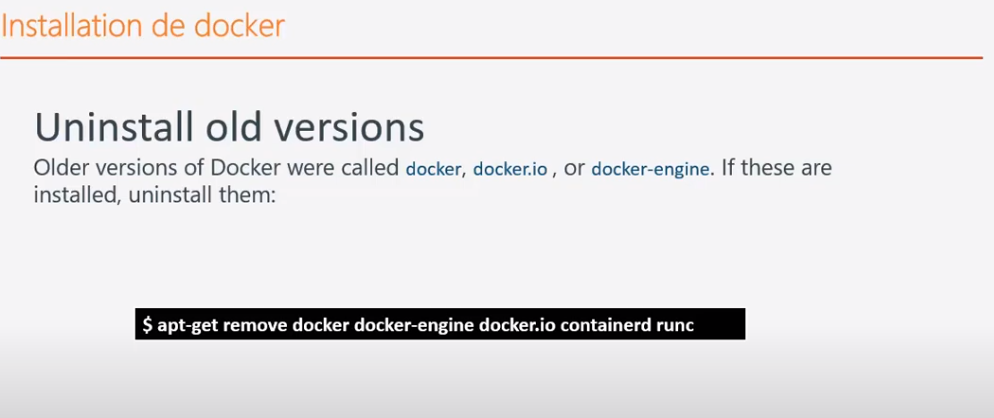 Installation de docker
Uninstall old versions
Older versions of Docker were called docker, docker.io , or docker-engine. If these are
installed, uninstall them:
$ apt-get remove docker docker-engine docker.io containerd runc